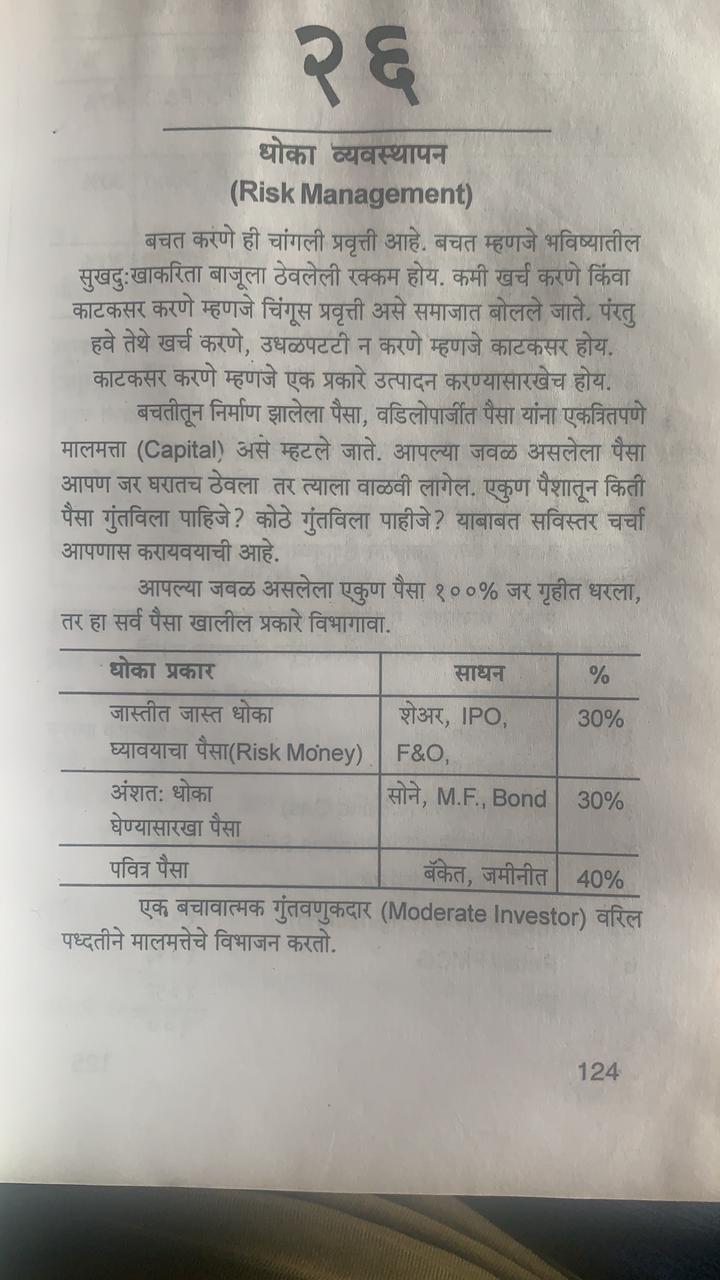 २६
धोका व्यवस्थापन
(Risk Management)
बचत करणे ही चांगली प्रवृत्ती आहे. बचत म्हणजे भविष्यातील
सुखदु:खाकरिता बाजूला ठेवलेली रक्कम होय. कमी खर्च करणे किंवा
काटकसर करणे म्हणजे चिंगूस प्रवृत्ती असे समाजात बोलले जाते. पंरतु
हवे तेथे खर्च करणे, उधळपटटी न करणे म्हणजे काटकसर होय.
काटकसर करणे म्हणजे एक प्रकारे उत्पादन करण्यासारखेच होय.
बचतीतून निर्माण झालेला पैसा, वडिलोपार्जीत पैसा यांना एकत्रितपणे
मालमत्ता (Capital) असे म्हटले जाते. आपल्या जवळ असलेला पैसा
आपण जर घरातच ठेवला तर त्याला वाळवी लागेल. एकुण पैशातून किती
पैसा गुंतविला पाहिजे? कोठे गुंतविला पाहीजे? याबाबत सविस्तर चर्चा
आपणास करायवयाची आहे.
आपल्या जवळ असलेला एकुण पैसा १००% जर गृहीत धरला,
तर हा सर्व पैसा खालील प्रकारे विभागावा.
धोका प्रकार साधन %
जास्तीत जास्त धोका शेअर, IPO, 30%
घ्यावयाचा पैसा(Risk Money) F&O,
अंशत: धोका सोने, M.F., Bond 30%
घेण्यासारखा पैसा
पवित्र पैसा बॅकेत, जमीनीत 40%
एक बचावात्मक गुंतवणुकदार (Moderate Investor) वरिल
पध्दतीने मालमत्तेचे विभाजन करतो.
124